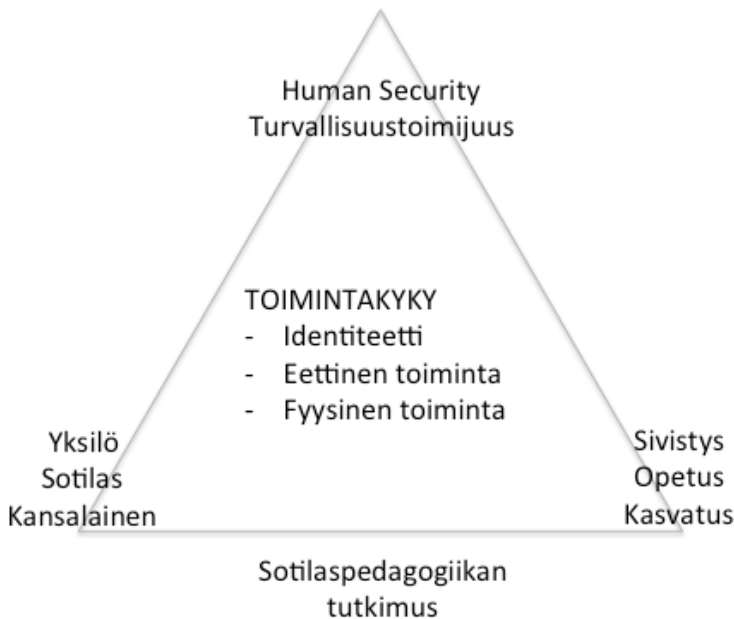 Human Security
Turvallisuustoimijuus
TOIMINTAKYKY
- Identiteetti
- Eettinen toiminta
- Fyysinen toiminta
Yksilö
Sotilas
Kansalainen
Sivistys
Opetus
Kasvatus
Sotilaspedagogiikan
tutkimus